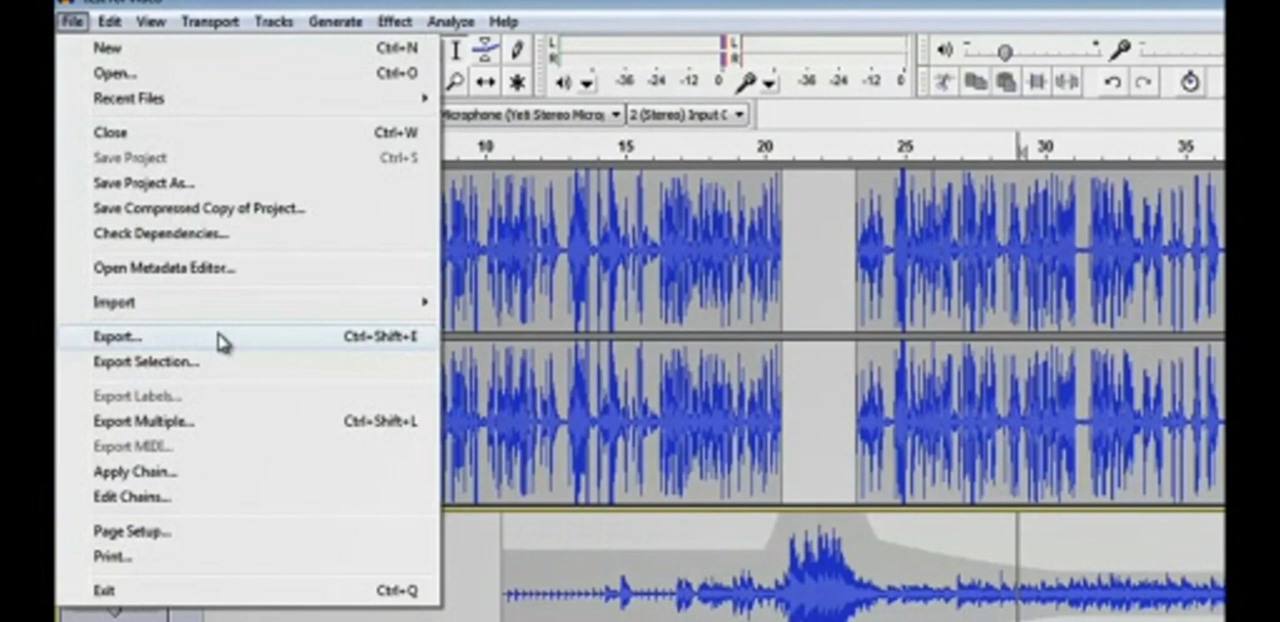 File Edit View Transport Tracks Generate Effect Analyze Help
New Ctrl+N
Open... Ctrl+O
Recent Files
Close Ctrl+W
Save Project Ctrl+S
Save Project As...
Save Compressed Copy of Project...
Check Dependencies...
Open Metadata Editor...
Import
Export... Ctrl+Shift+E
Export Selection...
Export Labels...
Export Multiple... Ctrl+Shift+L
Export MIDI...
Apply Chain...
Edit Chains...
Page Setup...
Print...
Exit Ctrl+Q
L L
R R
-36 -24 -12 0 -36 -24 -12 0
Microphone (Yeti Stereo Micro 2 (Stereo) Input C
10 15 20 25 30 35